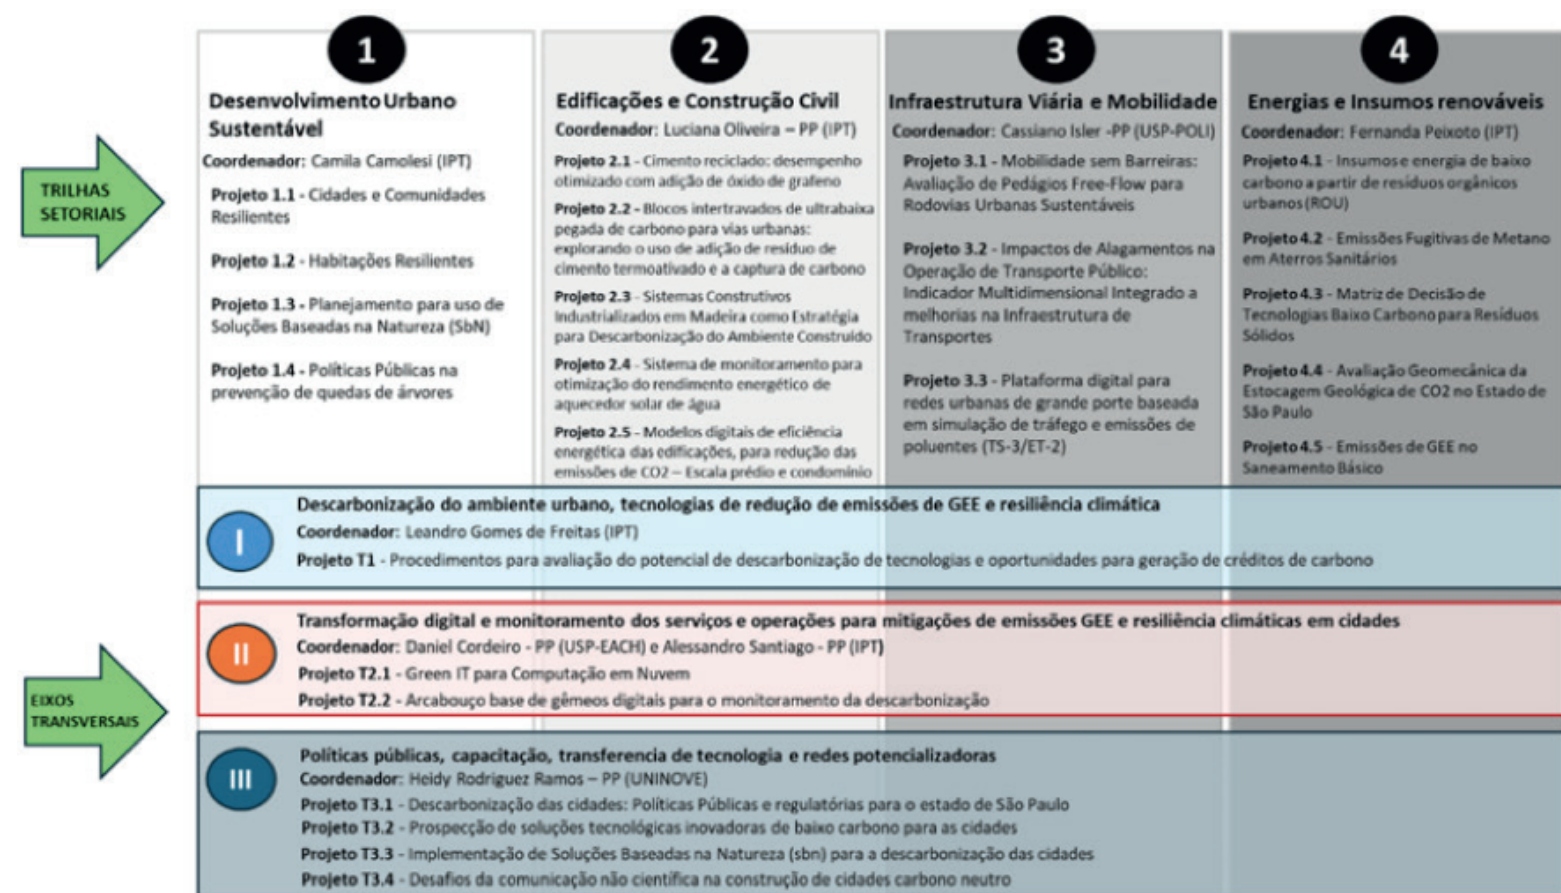 TRILHAS
SETORIAIS
1
Desenvolvimento Urbano
Sustentável
Coordenador: Camila Camolesi (IPT)
Projeto 1.1 - Cidades e Comunidades
Resilientes
Projeto 1.2 - Habitações Resilientes
Projeto 1.3 - Planejamento para uso de
Soluções Baseadas na Natureza (SbN)
Projeto 1.4 - Políticas Públicas na
prevenção de quedas de árvores
2
Edificações e Construção Civil
Coordenador: Luciana Oliveira – PP (IPT)
Projeto 2.1 - Cimento reciclado: desempenho
otimizado com adição de óxido de grafeno
Projeto 2.2 - Blocos intertravados de ultrabaixa
pegada de carbono para vias urbanas:
explorando o uso de adição de resíduo de
cimento termoativado e a captura de carbono
Projeto 2.3 - Sistemas Construtivos
Industrializados em Madeira como Estratégia
para Descarbonização do Ambiente Construído
Projeto 2.4 - Sistema de monitoramento para
otimização do rendimento energético de
aquecedor solar de água
Projeto 2.5 - Modelos digitais de eficiência
energética das edificações, para redução das
emissões de CO2 – Escala prédio e condomínio
3
Infraestrutura Viária e Mobilidade
Coordenador: Cassiano Isler -PP (USP-POLI)
Projeto 3.1 - Mobilidade sem Barreiras:
Avaliação de Pedágios Free-Flow para
Rodovias Urbanas Sustentáveis
Projeto 3.2 - Impactos de Alagamentos na
Operação de Transporte Público:
Indicador Multidimensional Integrado a
melhorias na Infraestrutura de
Transportes
Projeto 3.3 - Plataforma digital para
redes urbanas de grande porte baseada
em simulação de tráfego e emissões de
poluentes (TS-3/ET-2)
4
Energias e Insumos renováveis
Coordenador: Fernanda Peixoto (IPT)
Projeto 4.1 - Insumos e energia de baixo
carbono a partir de resíduos orgânicos
urbanos (ROU)
Projeto 4.2 - Emissões Fugitivas de Metano
em Aterros Sanitários
Projeto 4.3 - Matriz de Decisão de
Tecnologias Baixo Carbono para Resíduos
Sólidos
Projeto 4.4 - Avaliação Geomecânica da
Estocagem Geológica de CO2 no Estado de
São Paulo
Projeto 4.5 - Emissões de GEE no
Saneamento Básico
EIXOS
TRANSVERSAIS
I
Descarbonização do ambiente urbano, tecnologias de redução de emissões de GEE e resiliência climática
Coordenador: Leandro Gomes de Freitas (IPT)
Projeto T1 - Procedimentos para avaliação do potencial de descarbonização de tecnologias e oportunidades para geração de créditos de carbono
II
Transformação digital e monitoramento dos serviços e operações para mitigações de emissões GEE e resiliência climáticas em cidades
Coordenador: Daniel Cordeiro - PP (USP-EACH) e Alessandro Santiago - PP (IPT)
Projeto T2.1 - Green IT para Computação em Nuvem
Projeto T2.2 - Arcabouço base de gêmeos digitais para o monitoramento da descarbonização
III
Políticas públicas, capacitação, transferencia de tecnologia e redes potencializadoras
Coordenador: Heidy Rodriguez Ramos – PP (UNINOVE)
Projeto T3.1 - Descarbonização das cidades: Políticas Públicas e regulatórias para o estado de São Paulo
Projeto T3.2 - Prospecção de soluções tecnológicas inovadoras de baixo carbono para as cidades
Projeto T3.3 - Implementação de Soluções Baseadas na Natureza (sbn) para a descarbonização das cidades
Projeto T3.4 - Desafios da comunicação não científica na construção de cidades carbono neutro